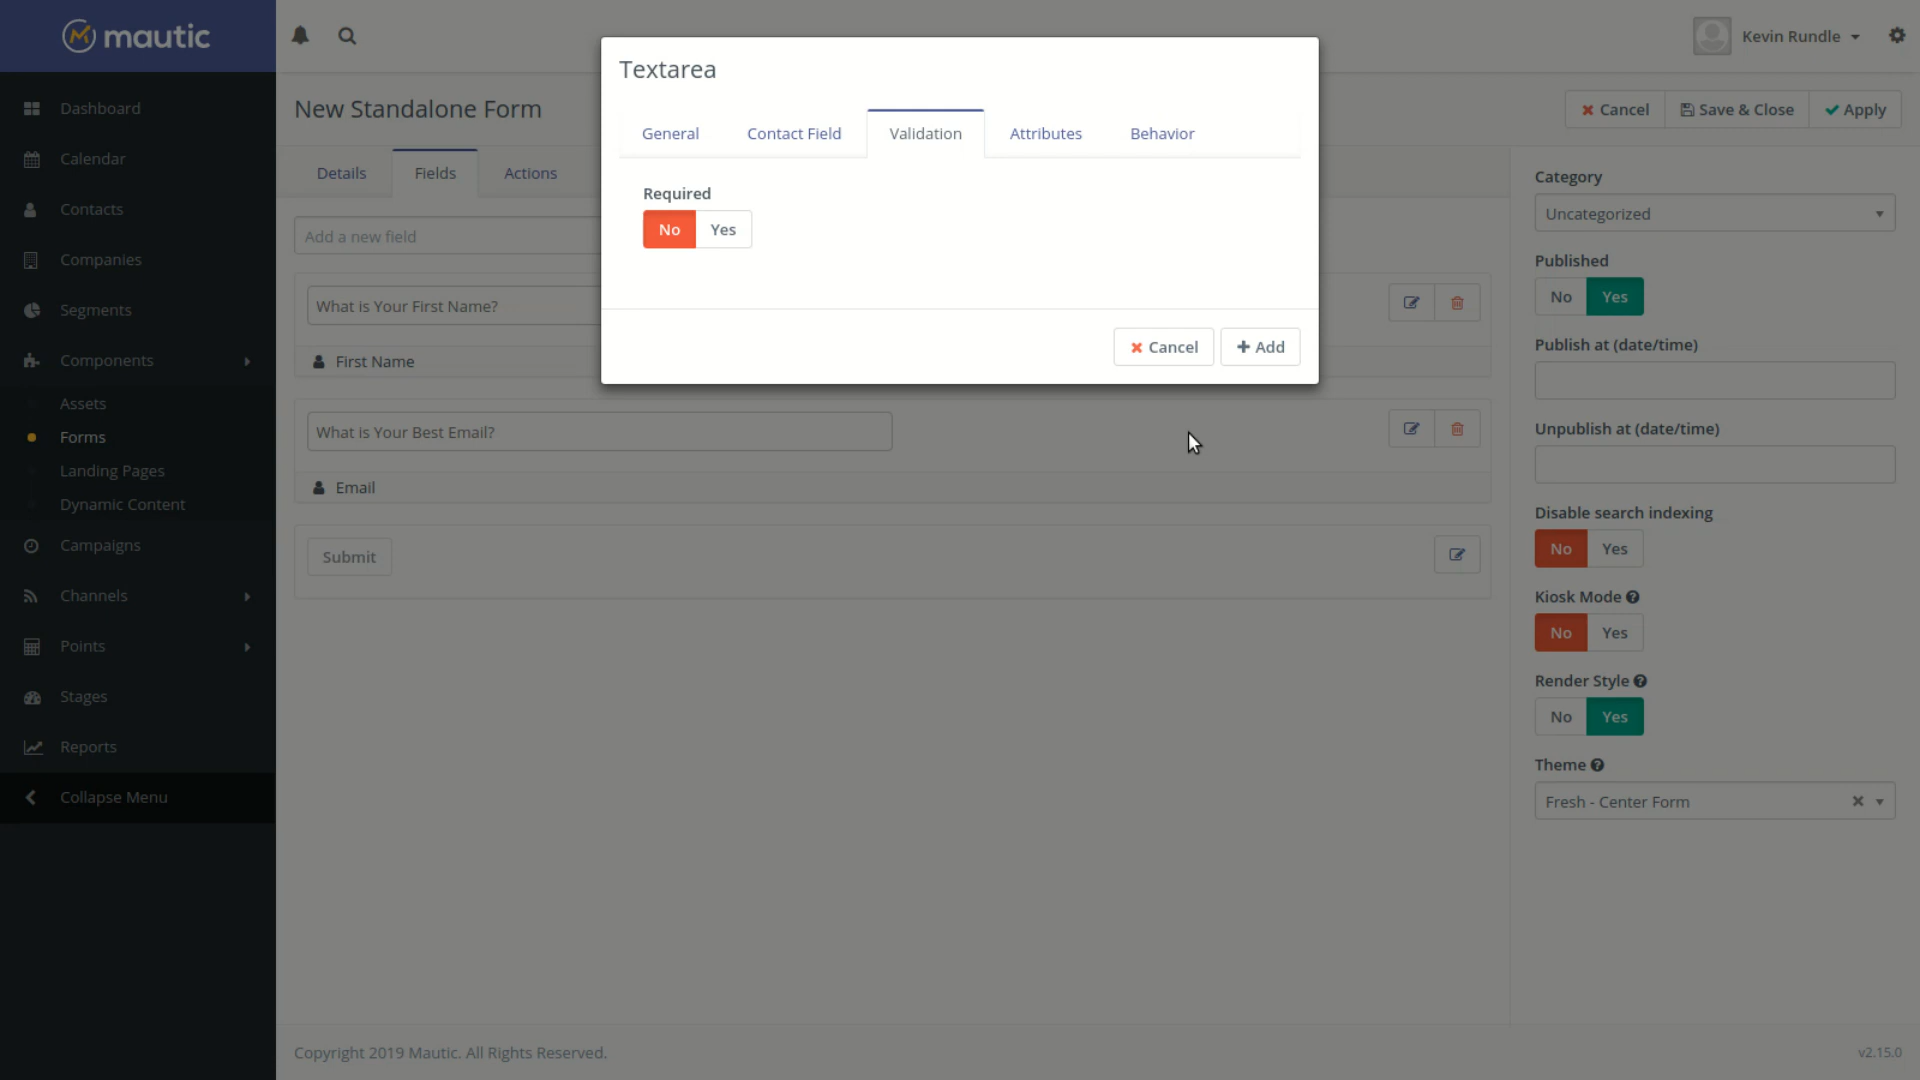 mautic
Kevin Rundle
Dashboard
Calendar
Contacts
Companies
Segments
Components
Assets
Forms
Landing Pages
Dynamic Content
Campaigns
Channels
Points
Stages
Reports
Collapse Menu
New Standalone Form
Cancel
Save & Close
Apply
Details
Fields
Actions
Add a new field
What is Your First Name?
First Name
What is Your Best Email?
Email
Submit
Textarea
General
Contact Field
Validation
Attributes
Behavior
Required
No Yes
Cancel
Add
Category
Uncategorized
Published
No Yes
Publish at (date/time)
Unpublish at (date/time)
Disable search indexing
No Yes
Kiosk Mode
No Yes
Render Style
No Yes
Theme
Fresh - Center Form
Copyright 2019 Mautic. All Rights Reserved.
v2.15.0